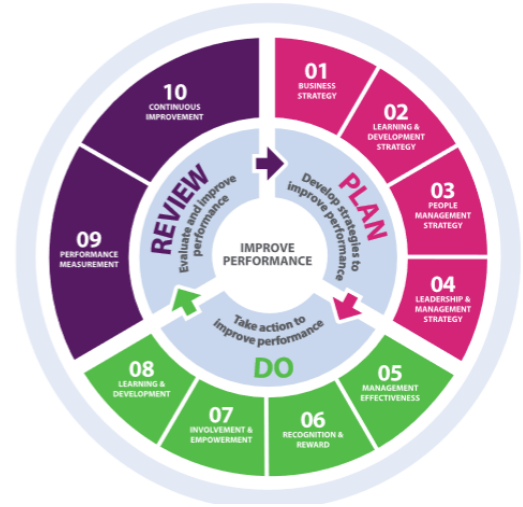 01
BUSINESS
STRATEGY
02
LEARNING &
DEVELOPMENT
STRATEGY
03
PEOPLE
MANAGEMENT
STRATEGY
04
LEADERSHIP &
MANAGEMENT
STRATEGY
05
MANAGEMENT
EFFECTIVENESS
06
RECOGNITION &
REWARD
07
INVOLVEMENT &
EMPOWERMENT
08
LEARNING &
DEVELOPMENT
09
PERFORMANCE
MEASUREMENT
10
CONTINUOUS
IMPROVEMENT
PLAN
Develop strategies to
improve performance
DO
Take action to
improve performance
REVIEW
Evaluate and improve
performance
IMPROVE
PERFORMANCE